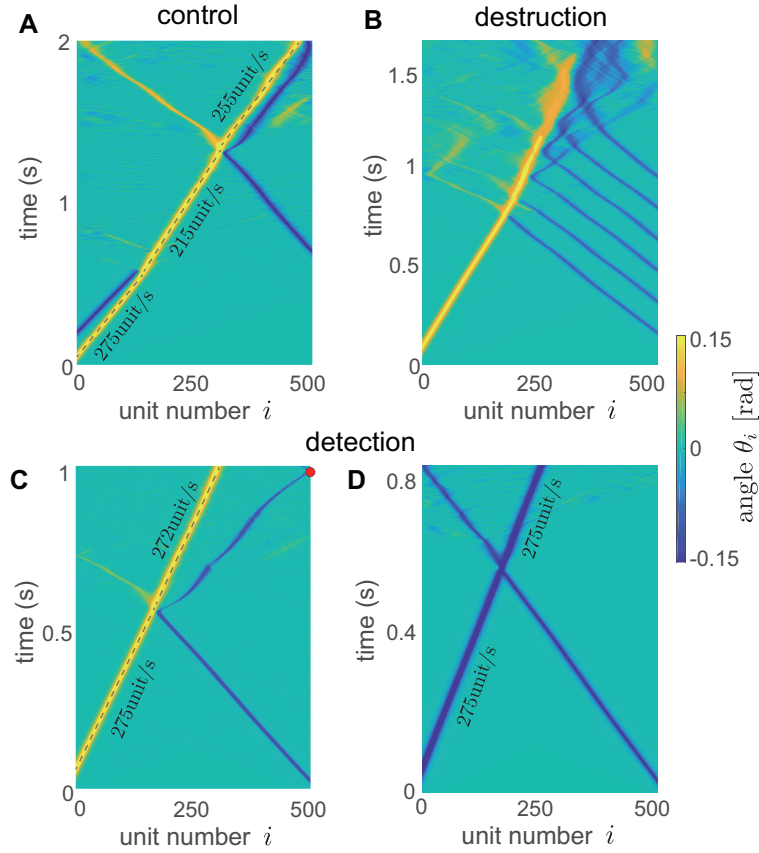 control
destruction
A
B
2
1
0
time (s)
275unit/s
215unit/s
255unit/s
0
250
500
unit number i
1.5
1
0.5
0
time (s)
0
250
500
unit number i
0.15
0
-0.15
angle θi [rad]
detection
C
D
1
0.5
0
time (s)
275unit/s
272unit/s
0
250
500
unit number i
0.8
0.4
0
time (s)
275unit/s
275unit/s
0
250
500
unit number i